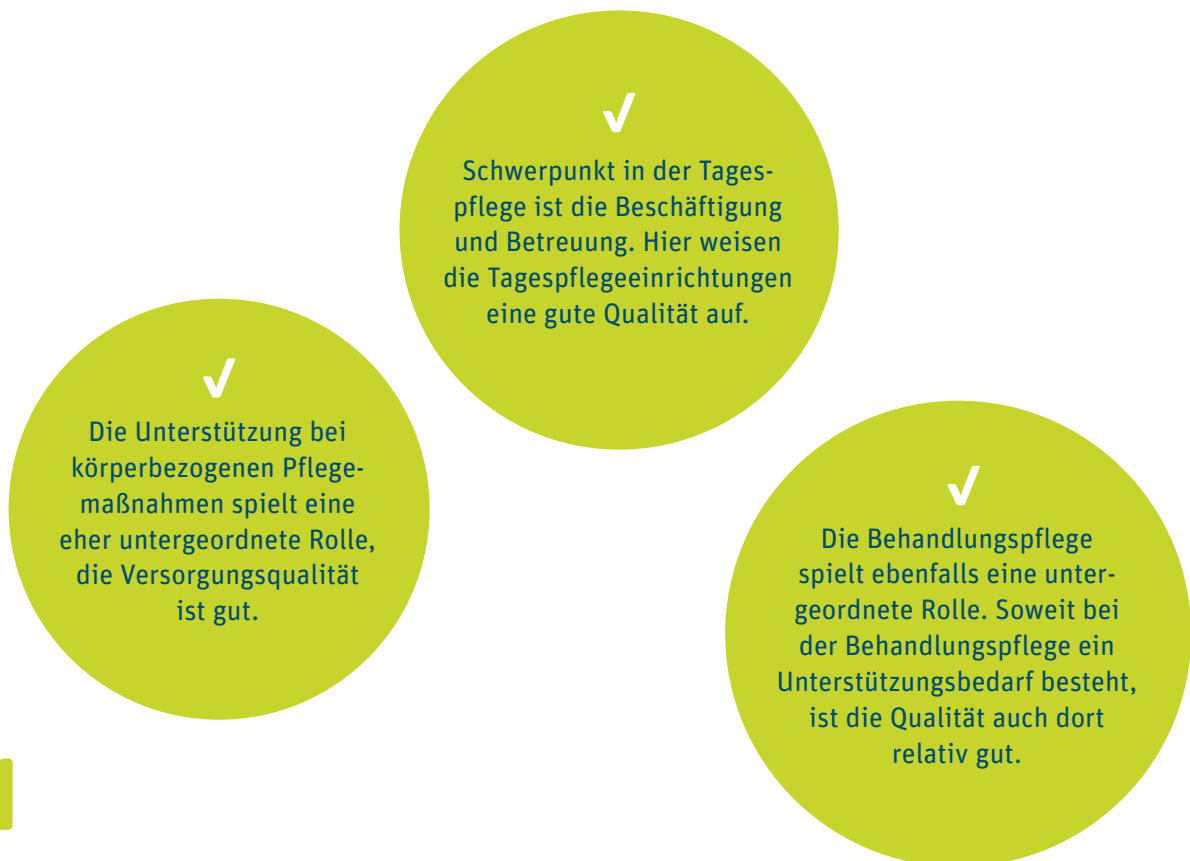 ✓
Schwerpunkt in der Tages-
pflege ist die Beschäftigung
und Betreuung. Hier weisen
die Tagespflegeeinrichtungen
eine gute Qualität auf.
✓
Die Unterstützung bei
körperbezogenen Pflege-
maßnahmen spielt eine
eher untergeordnete Rolle,
die Versorgungsqualität
ist gut.
✓
Die Behandlungspflege
spielt ebenfalls eine unter-
geordnete Rolle. Soweit bei
der Behandlungspflege ein
Unterstützungsbedarf besteht,
ist die Qualität auch dort
relativ gut.